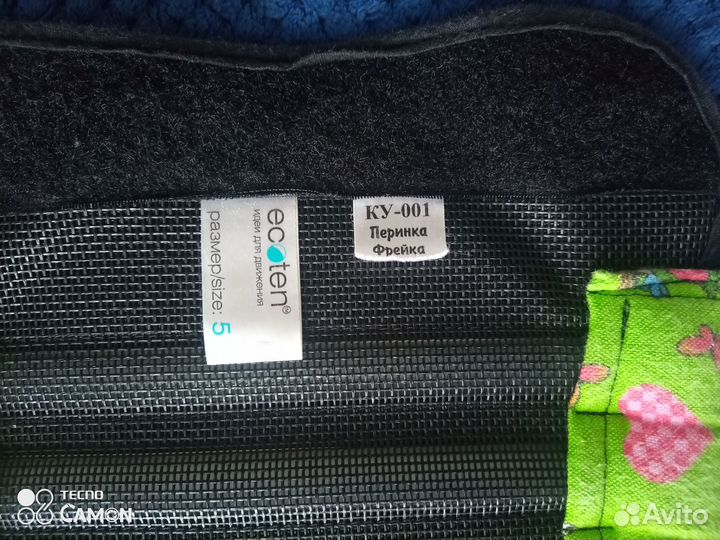 ecoten®
идеи для движения
размер/size: 5
КУ-001
Перинка
Фрейка
TECNO
CAMON
Avito